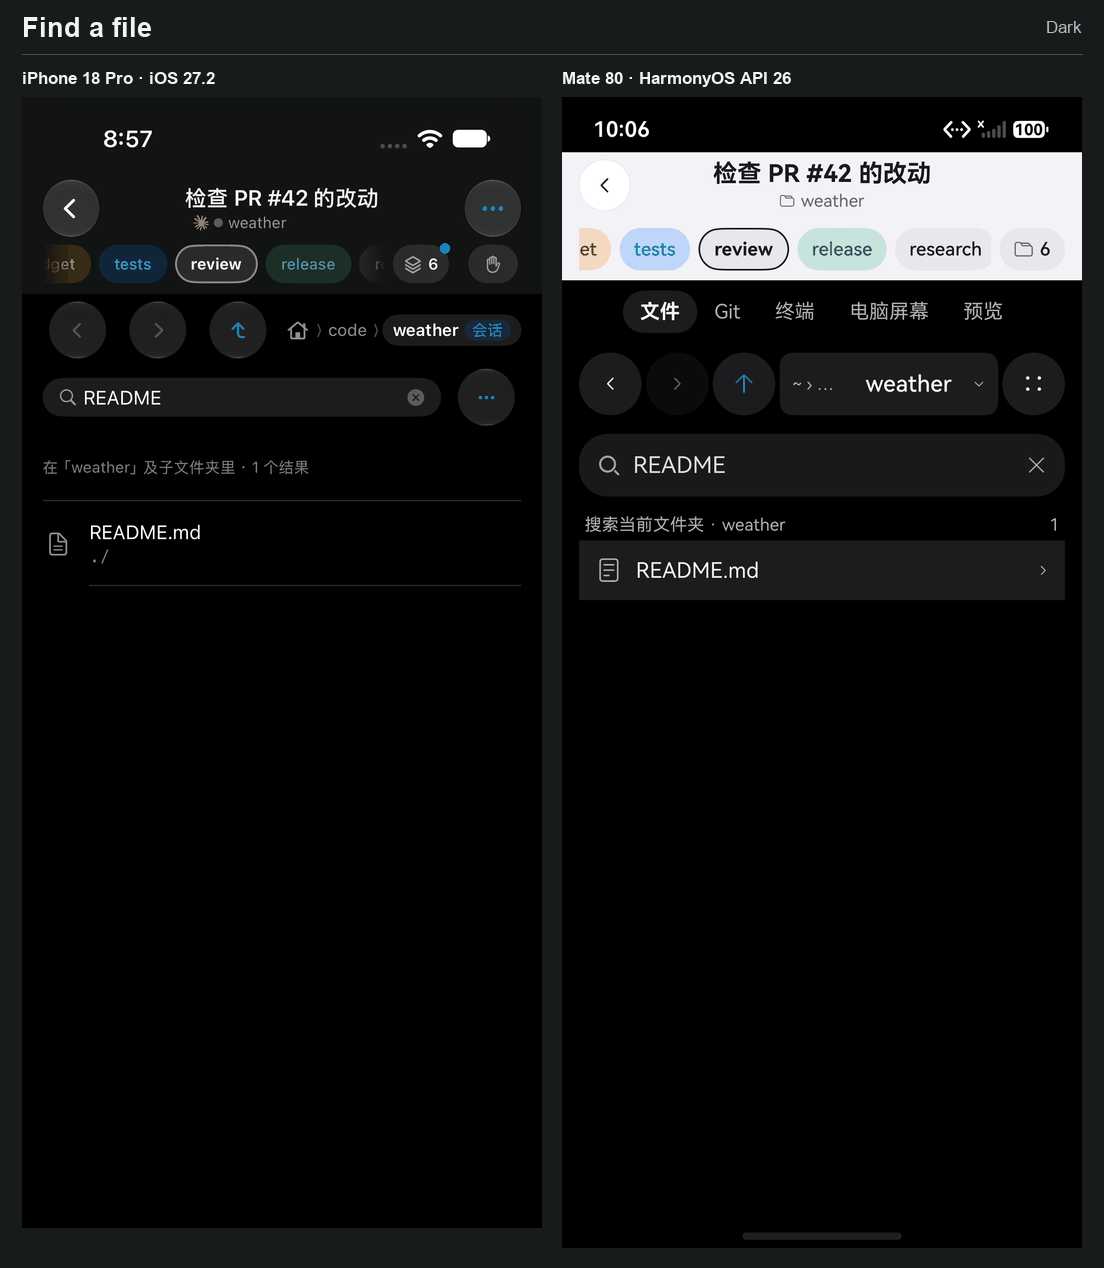 Find a file
Dark
iPhone 18 Pro · iOS 27.2
8:57
检查 PR #42 的改动
weather
dget
tests
review
release
6
code
weather 会话
README
在「weather」及子文件夹里 · 1 个结果
README.md
./
Mate 80 · HarmonyOS API 26
10:06
100
检查 PR #42 的改动
weather
et
tests
review
release
research
6
文件
Git
终端
电脑屏幕
预览
~ › ... weather
README
搜索当前文件夹 · weather
1
README.md